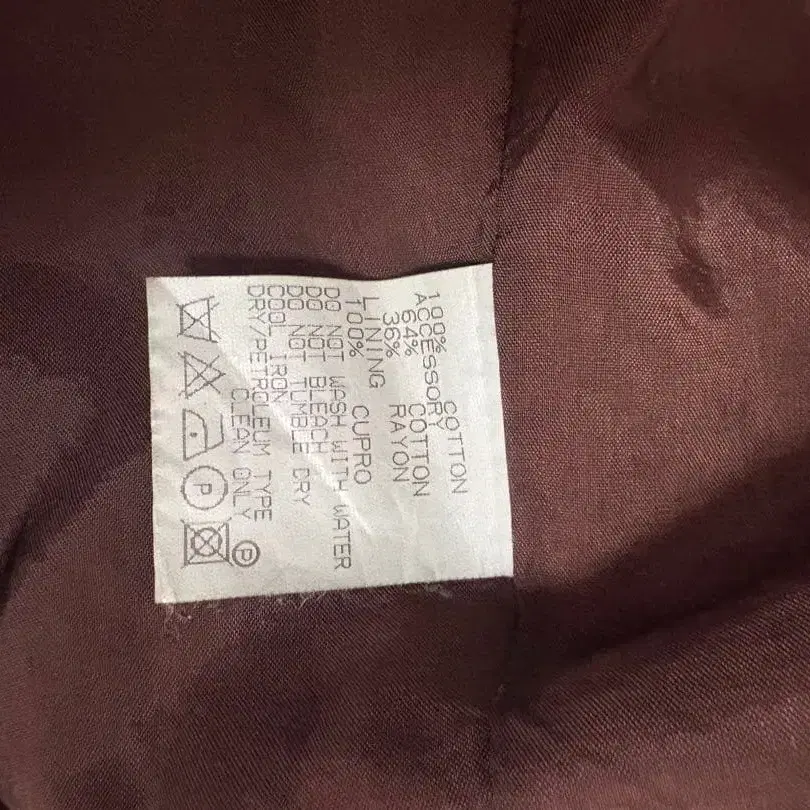 100% COTTON
ACCESSORY
64% COTTON
36% RAYON
LINING
100% CUPRO
DO NOT WASH WITH WATER
DO NOT BLEACH
DO NOT TUMBLE DRY
COOL IRON
DRY/PETROLEUM TYPE
CLEAN ONLY
P
P